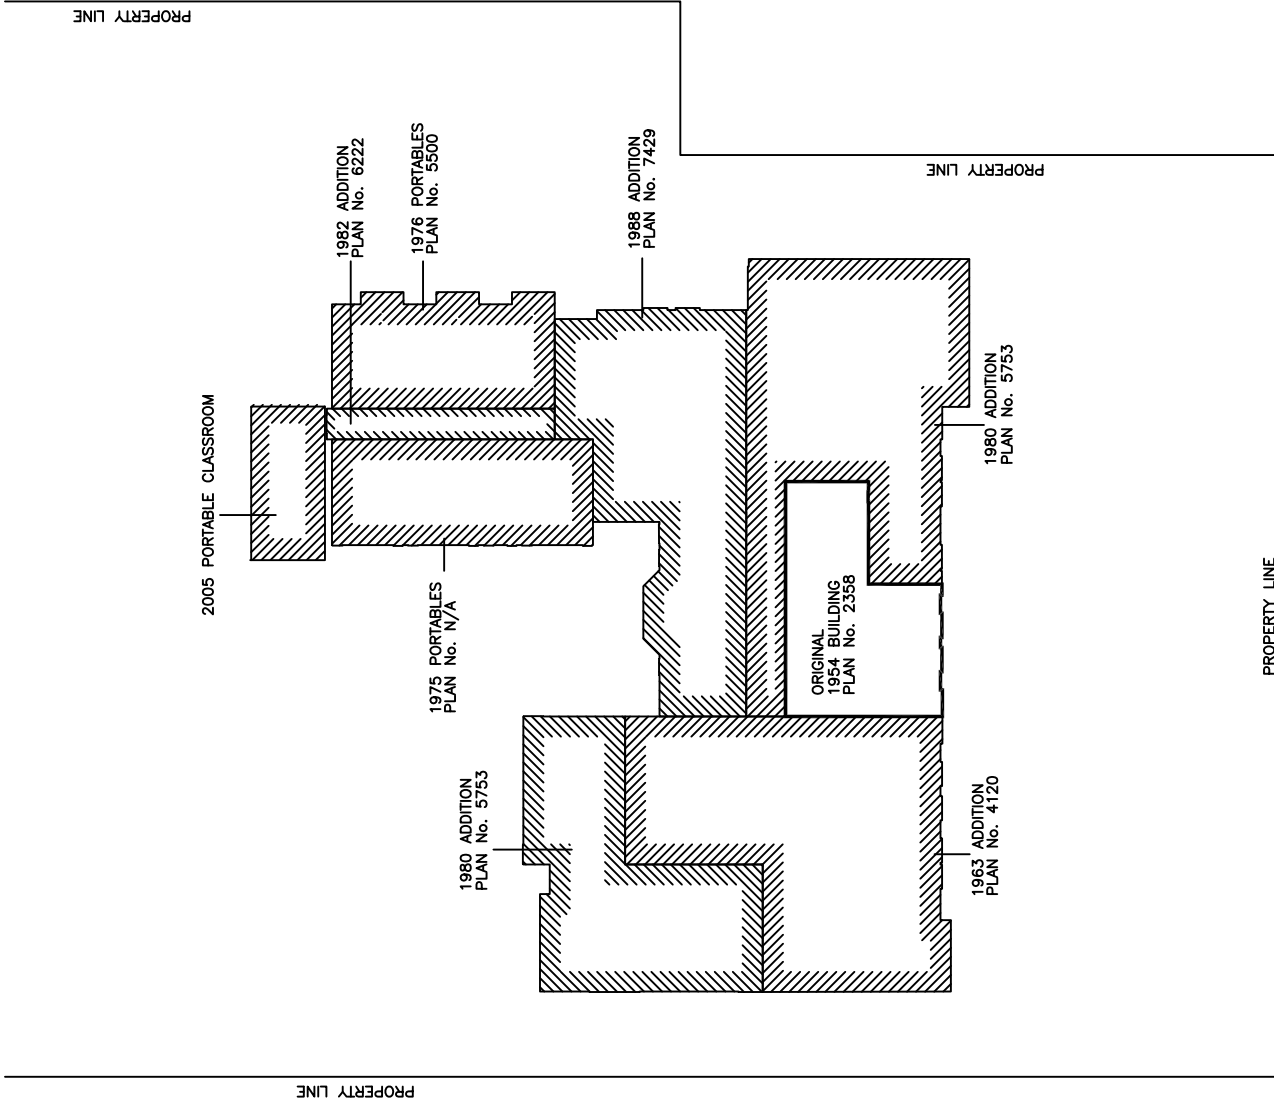 PROPERTY LINE
1982 ADDITION
PLAN No. 6222
1976 PORTABLES
PLAN No. 5500
1988 ADDITION
PLAN No. 7429
PROPERTY LINE
2005 PORTABLE CLASSROOM
1980 ADDITION
PLAN No. 5753
1975 PORTABLES
PLAN No. N/A
ORIGINAL
1954 BUILDING
PLAN No. 2358
PROPERTY LINE
1980 ADDITION
PLAN No. 5753
1963 ADDITION
PLAN No. 4120
PROPERTY LINE